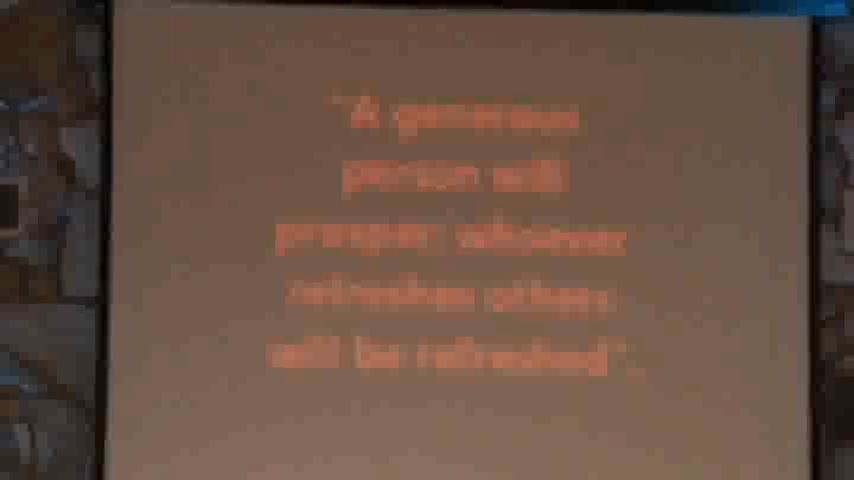 "A generous
person will
prosper; whoever
refreshes others
will be refreshed".